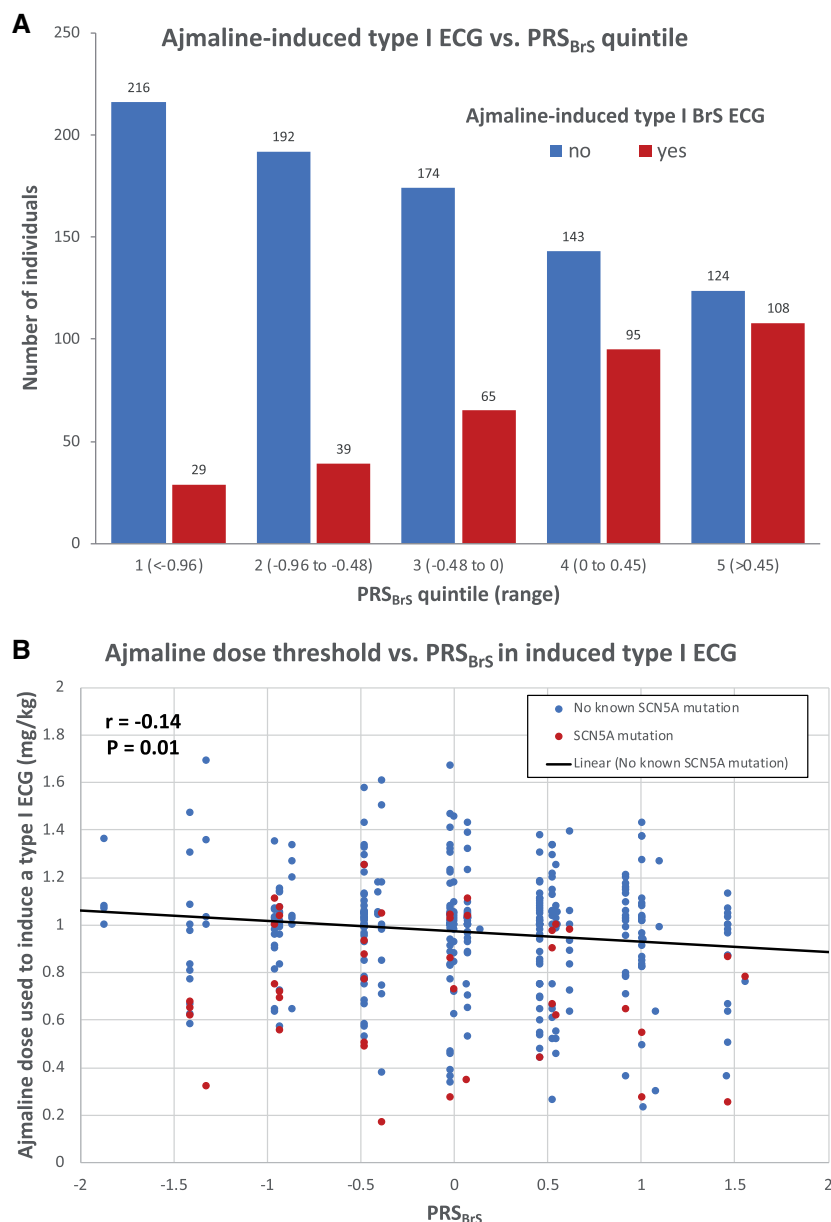 A
Ajmaline-induced type I ECG vs. PRSBrS quintile
Ajmaline-induced type I BrS ECG
no yes
Number of individuals
250
200
150
100
50
0
216
29
192
39
174
65
143
95
124
108
1 (<-0.96) 2 (-0.96 to -0.48) 3 (-0.48 to 0) 4 (0 to 0.45) 5 (>0.45)
PRSBrS quintile (range)
B
Ajmaline dose threshold vs. PRSBrS in induced type I ECG
Ajmaline dose used to induce a type I ECG (mg/kg)
2
1.8
1.6
1.4
1.2
1
0.8
0.6
0.4
0.2
0
r = -0.14
P = 0.01
No known SCN5A mutation
SCN5A mutation
Linear (No known SCN5A mutation)
-2 -1.5 -1 -0.5 0 0.5 1 1.5 2
PRSBrS